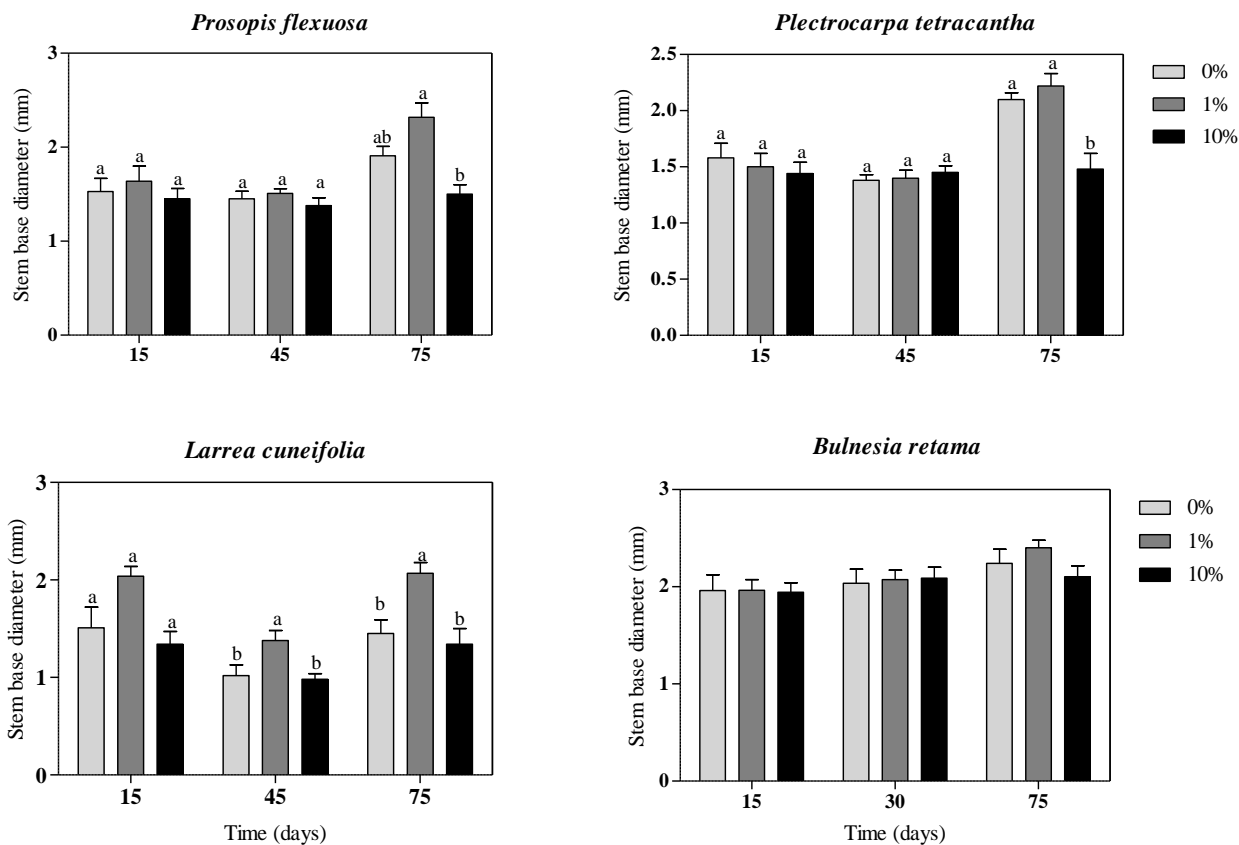 Prosopis flexuosa
Stem base diameter (mm)
3
2
1
0
a
a
a
a
a
a
ab
a
b
15
45
75
Plectrocarpa tetracantha
Stem base diameter (mm)
2.5
2.0
1.5
1.0
0.5
0.0
a
a
a
a
a
a
a
a
b
15
45
75
0%
1%
10%
Larrea cuneifolia
Stem base diameter (mm)
3
2
1
0
a
a
a
b
a
b
b
a
b
15
45
75
Time (days)
Bulnesia retama
Stem base diameter (mm)
3
2
1
0
15
30
75
Time (days)
0%
1%
10%